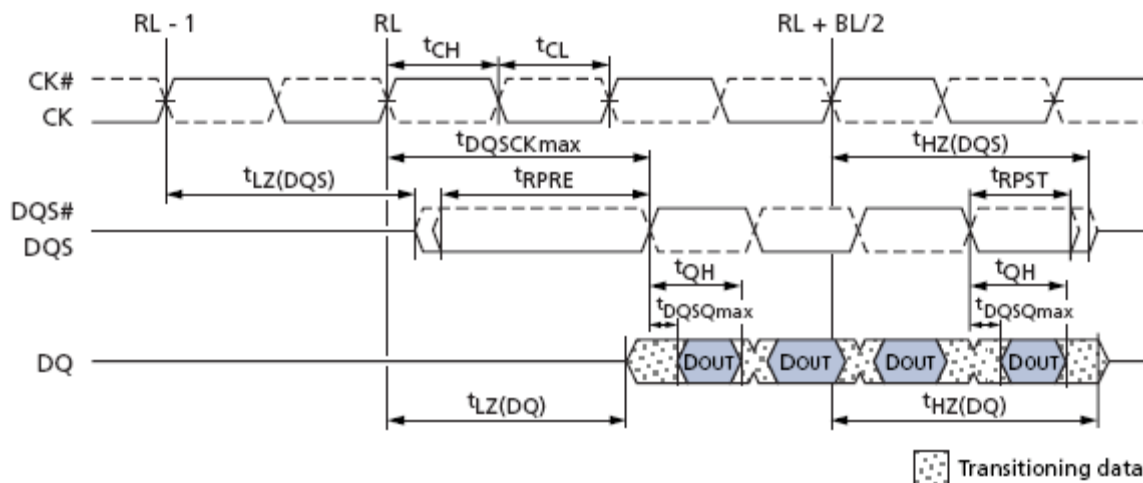 RL - 1
RL
RL + BL/2
tCH
tCL
CK#
CK
tDQSCKmax
tHZ(DQS)
tLZ(DQS)
tRPRE
tRPST
DQS#
DQS
tQH
tQH
tDQSQmax
tDQSQmax
DQ
DOUT
DOUT
DOUT
DOUT
tLZ(DQ)
tHZ(DQ)
Transitioning data